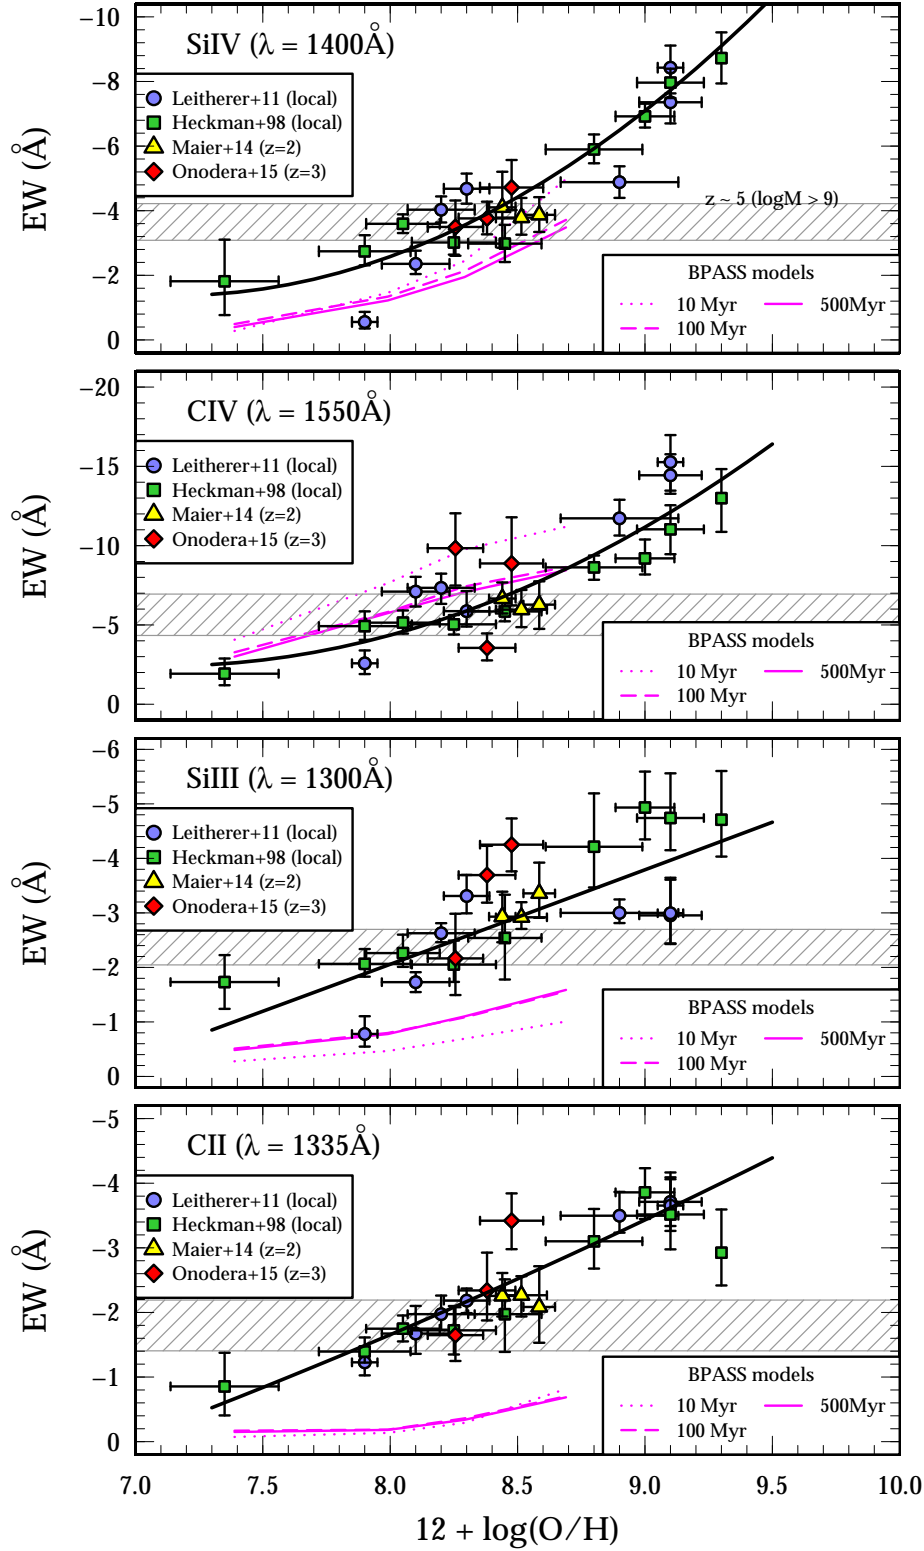 SiIV (λ = 1400Å)
Leitherer+11 (local)
Heckman+98 (local)
Maier+14 (z=2)
Onodera+15 (z=3)
z ~ 5 (logM > 9)
BPASS models
10 Myr
500Myr
100 Myr
EW (Å)
-10
-8
-6
-4
-2
0
CIV (λ = 1550Å)
Leitherer+11 (local)
Heckman+98 (local)
Maier+14 (z=2)
Onodera+15 (z=3)
BPASS models
10 Myr
500Myr
100 Myr
EW (Å)
-20
-15
-10
-5
0
SiIII (λ = 1300Å)
Leitherer+11 (local)
Heckman+98 (local)
Maier+14 (z=2)
Onodera+15 (z=3)
BPASS models
10 Myr
500Myr
100 Myr
EW (Å)
-6
-5
-4
-3
-2
-1
0
CII (λ = 1335Å)
Leitherer+11 (local)
Heckman+98 (local)
Maier+14 (z=2)
Onodera+15 (z=3)
BPASS models
10 Myr
500Myr
100 Myr
EW (Å)
-5
-4
-3
-2
-1
0
7.0 7.5 8.0 8.5 9.0 9.5 10.0
12 + log(O/H)